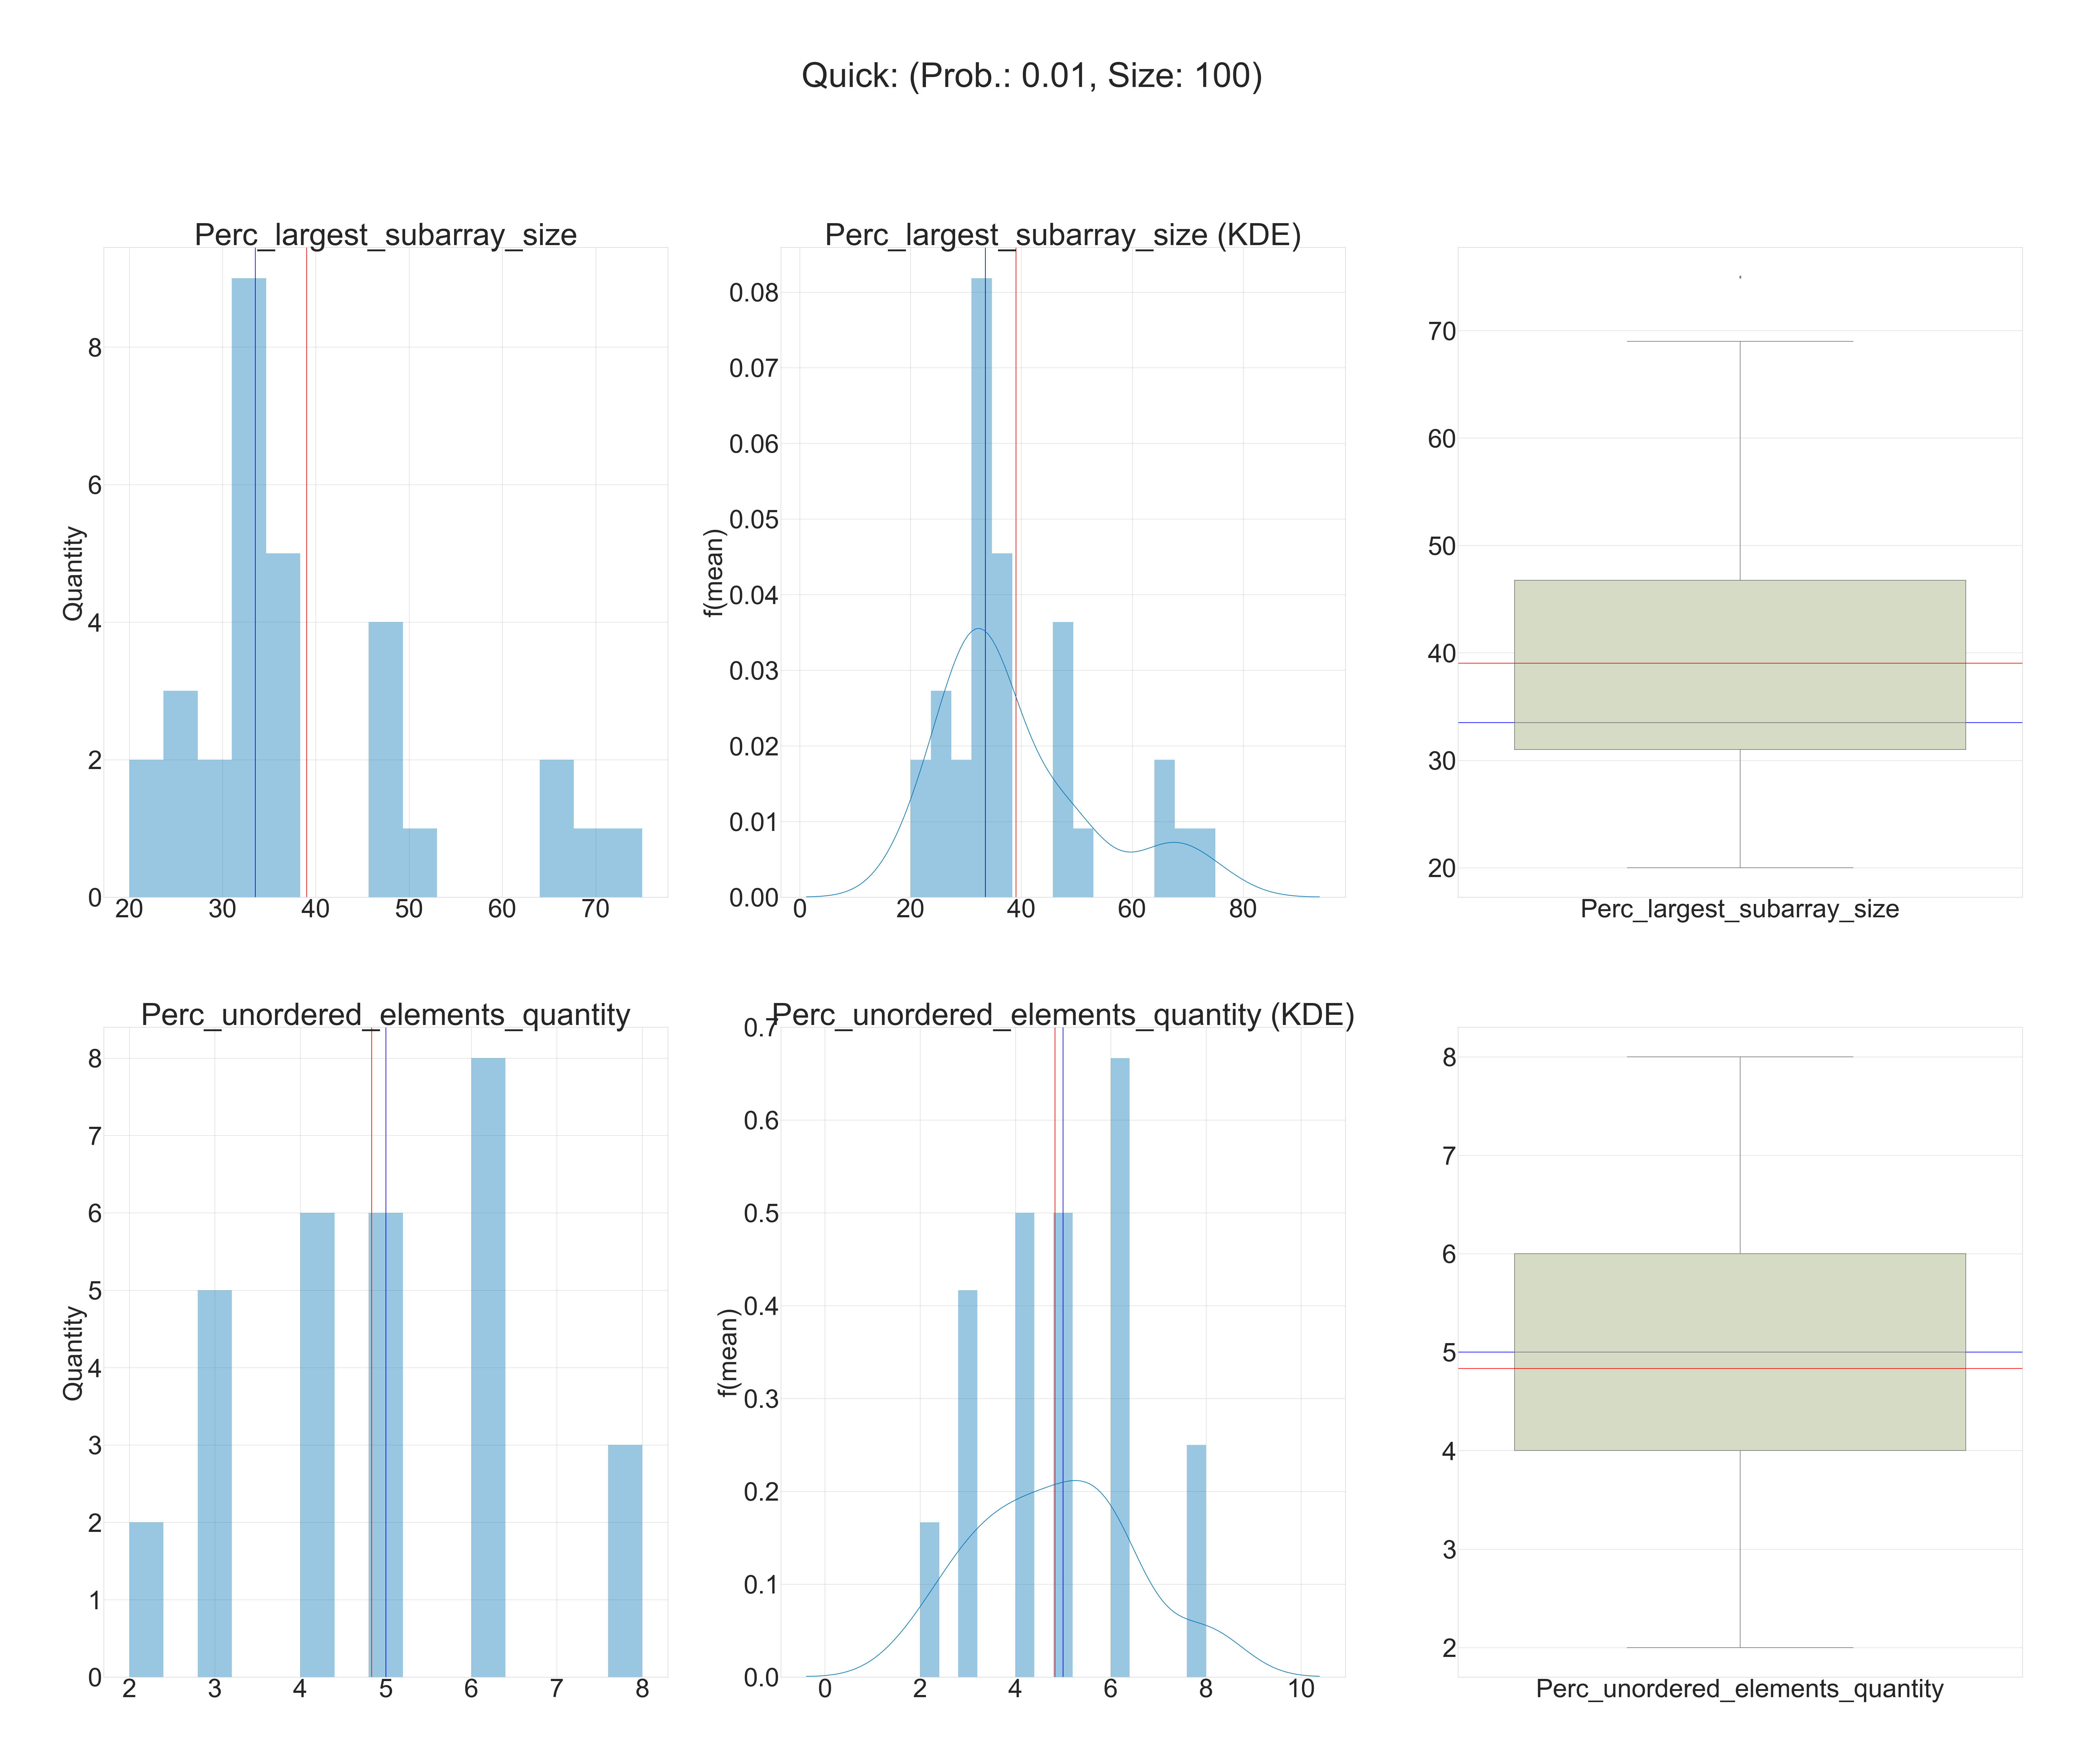 Quick: (Prob.: 0.01, Size: 100)
Perc_largest_subarray_size
Quantity
8
6
4
2
0
20 30 40 50 60 70
Perc_largest_subarray_size (KDE)
f(mean)
0.08
0.07
0.06
0.05
0.04
0.03
0.02
0.01
0.00
0 20 40 60 80
70
60
50
40
30
20
Perc_largest_subarray_size
Perc_unordered_elements_quantity
Quantity
8
7
6
5
4
3
2
1
0
2 3 4 5 6 7 8
Perc_unordered_elements_quantity (KDE)
f(mean)
0.7
0.6
0.5
0.4
0.3
0.2
0.1
0.0
0 2 4 6 8 10
8
7
6
5
4
3
2
Perc_unordered_elements_quantity